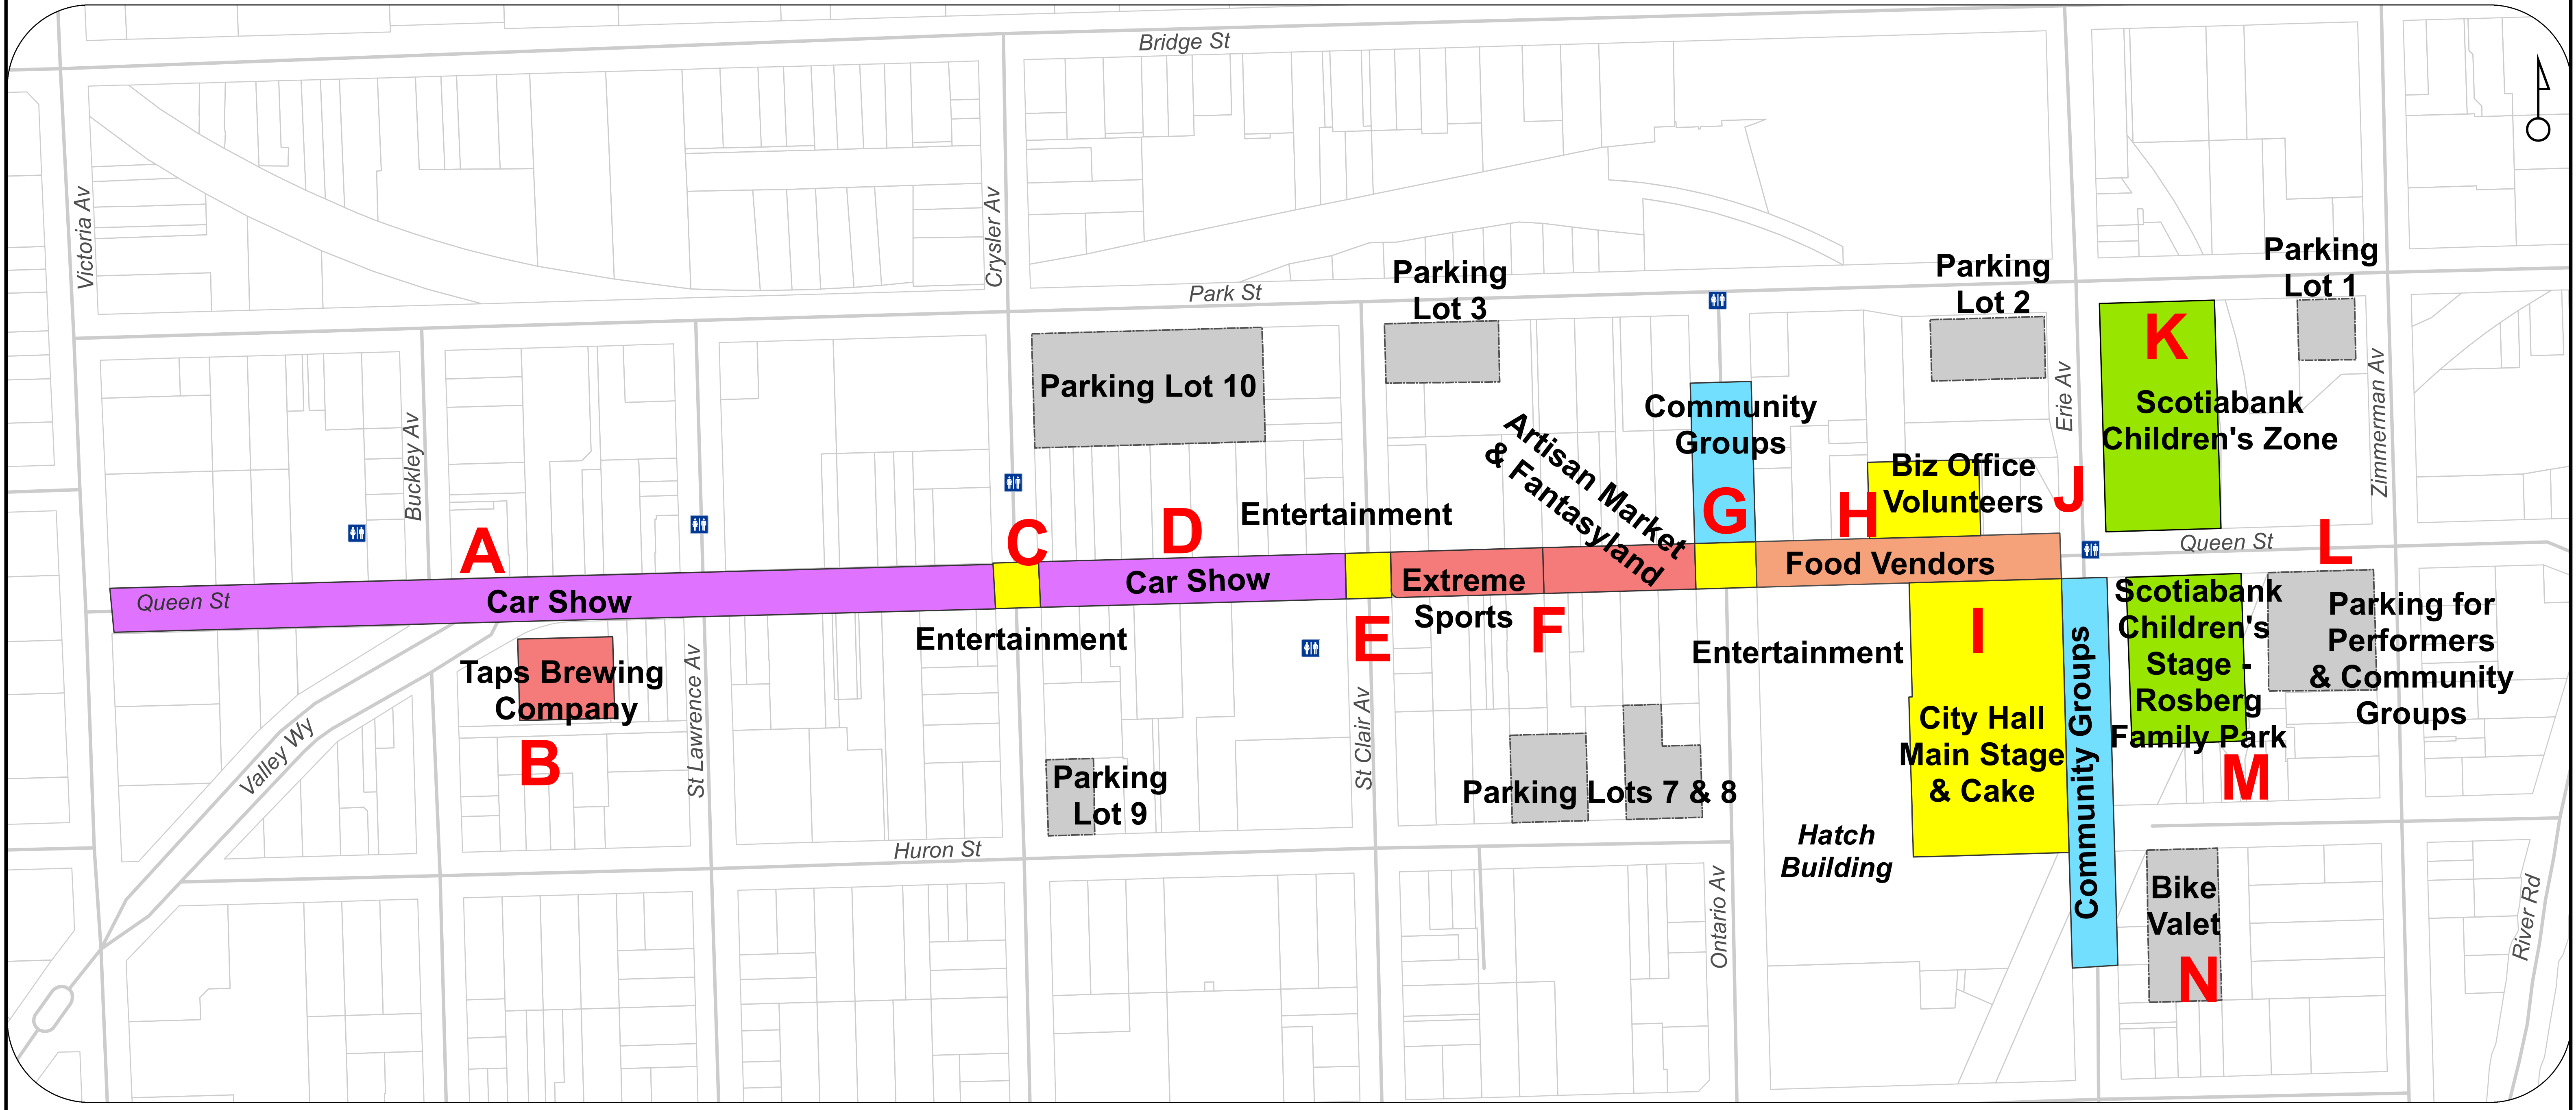 Bridge St
Victoria Av
Crysler Av
Park St
Parking
Lot 3
Parking
Lot 2
Parking
Lot 1
K
Parking Lot 10
Scotiabank
Children's Zone
Erie Av
Zimmerman Av
Community
Groups
Buckley Av
Artisan Market
& Fantasyland
Biz Office
Volunteers
A
C
D
Entertainment
G
H
J
L
Queen St
Queen St
Car Show
Car Show
Extreme
Sports
Food Vendors
Entertainment
E
F
Entertainment
I
Scotiabank
Children's
Stage -
Rosberg
Family Park
Parking for
Performers
& Community
Groups
Taps Brewing
Company
B
St Lawrence Av
Valley Wy
St Clair Av
City Hall
Main Stage
& Cake
Community Groups
M
Parking
Lot 9
Parking Lots 7 & 8
Hatch
Building
Huron St
Ontario Av
Bike
Valet
N
River Rd